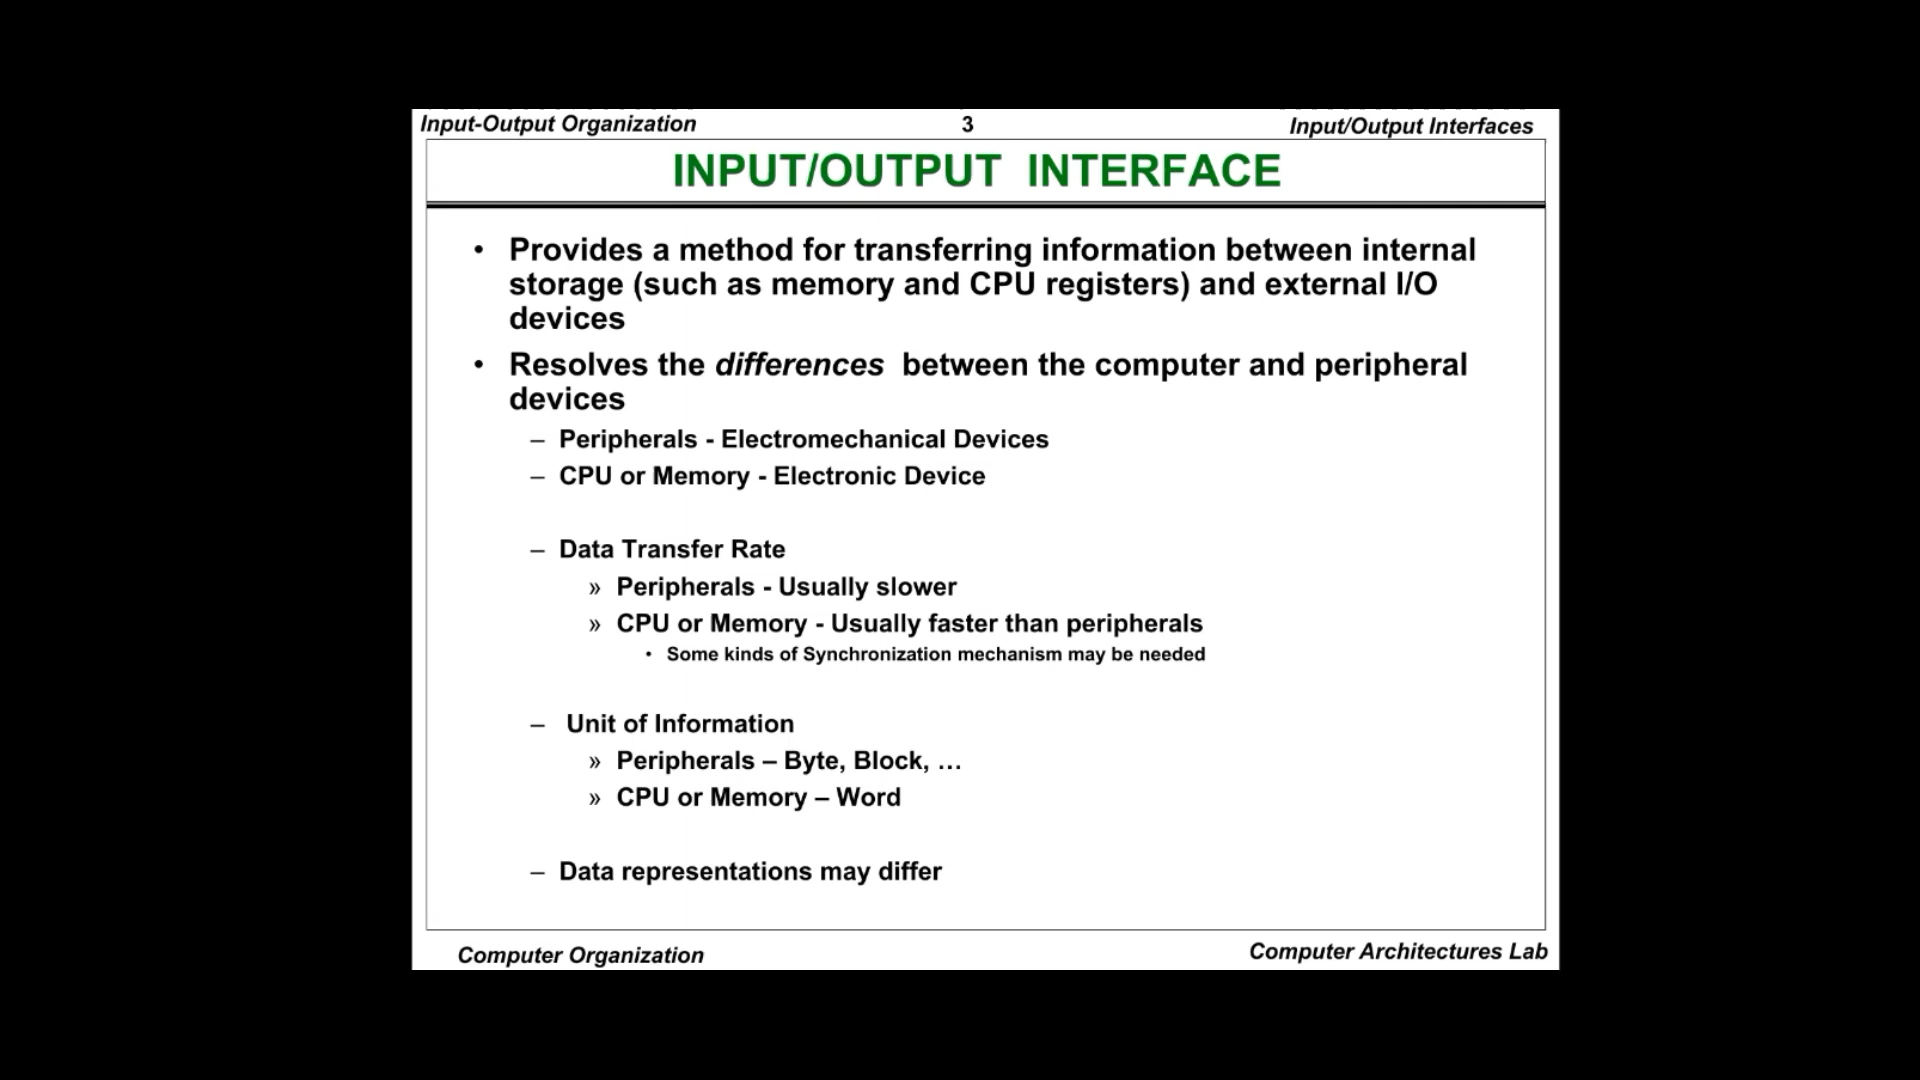 Input-Output Organization
3
Input/Output Interfaces
INPUT/OUTPUT INTERFACE
• Provides a method for transferring information between internal
storage (such as memory and CPU registers) and external I/O
devices
• Resolves the differences between the computer and peripheral
devices
– Peripherals - Electromechanical Devices
– CPU or Memory - Electronic Device
– Data Transfer Rate
» Peripherals - Usually slower
» CPU or Memory - Usually faster than peripherals
• Some kinds of Synchronization mechanism may be needed
– Unit of Information
» Peripherals – Byte, Block, …
» CPU or Memory – Word
– Data representations may differ
Computer Organization
Computer Architectures Lab